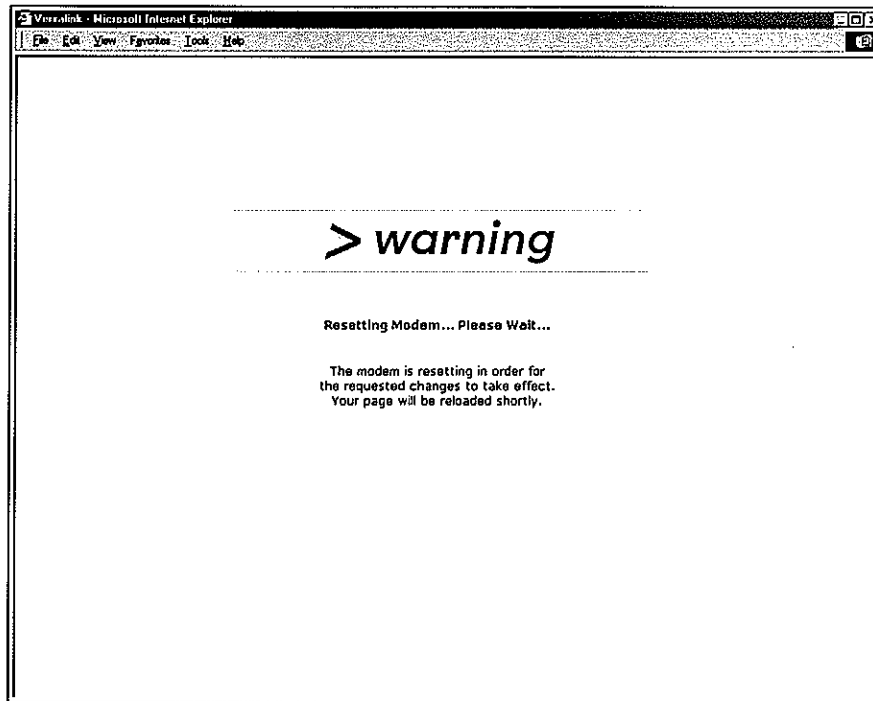 Versalink - Microsoft Internet Explorer
File Edit View Favorites Tools Help
> warning
Resetting Modem... Please Wait...
The modem is resetting in order for
the requested changes to take effect.
Your page will be reloaded shortly.